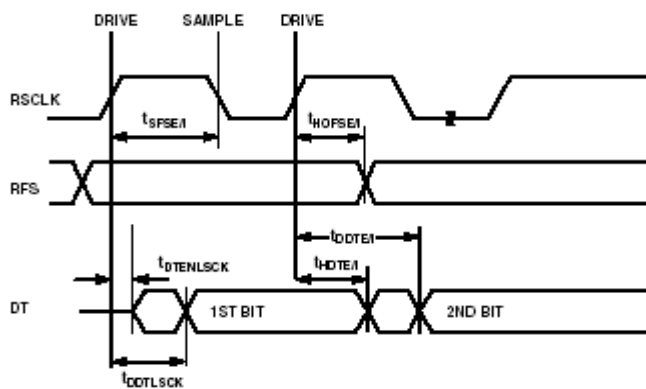 DRIVE SAMPLE DRIVE
RSCLK
tSFSE/I tHOFSE/I
RFS
tDDTE/I
tDTENLSCK tHDTE/I
DT 1ST BIT 2ND BIT
tDDTLSCK